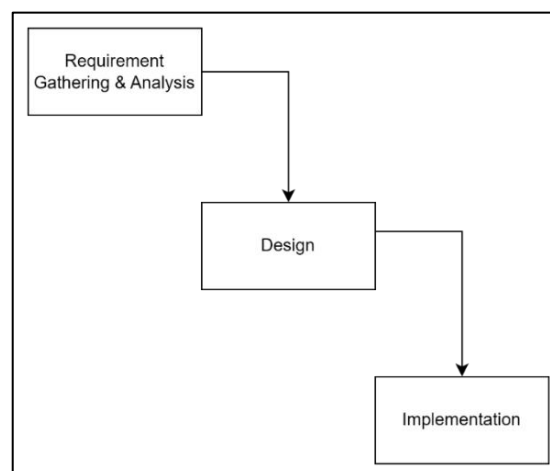 Requirement
Gathering & Analysis
Design
Implementation